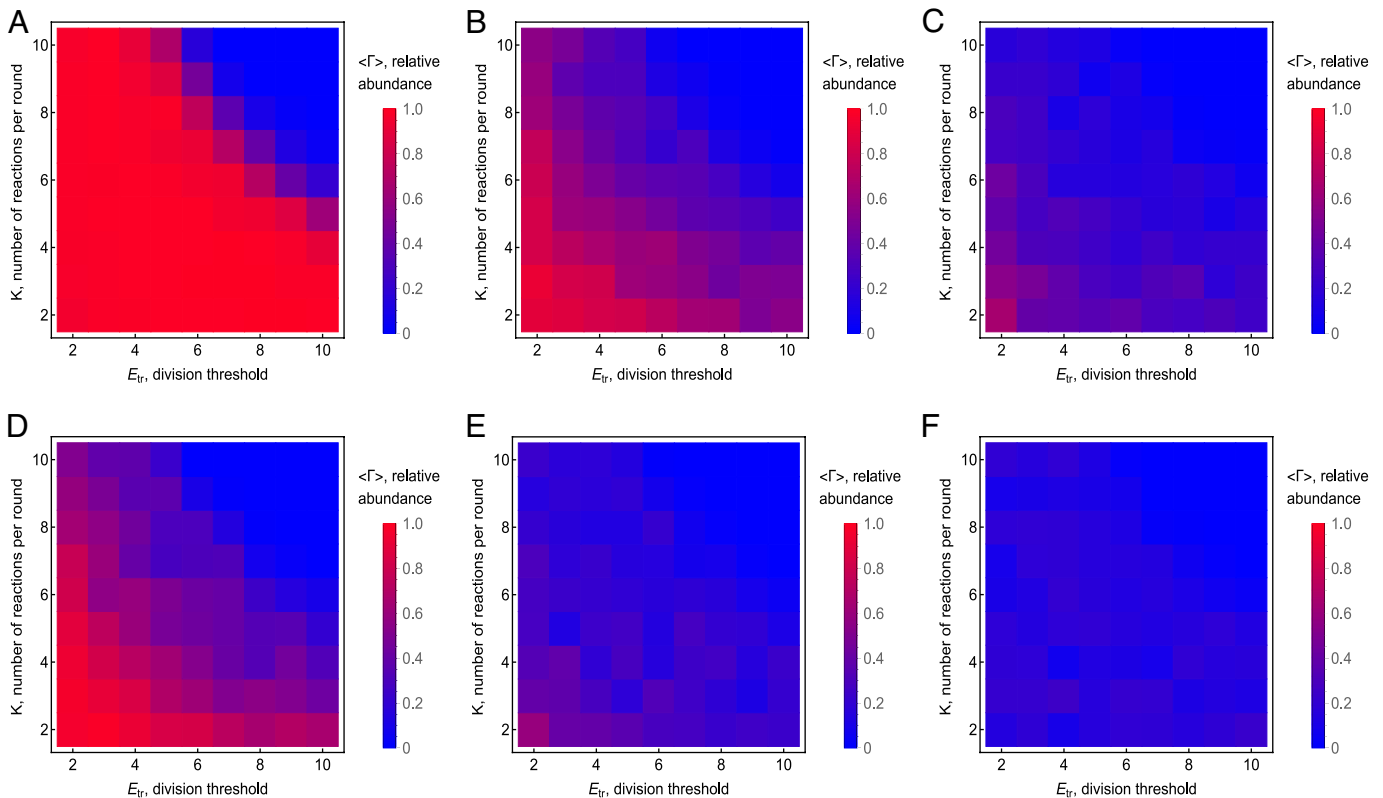 A
K, number of reactions per round
10
8
6
4
2
2 4 6 8 10
E_tr, division threshold
<Γ>, relative
abundance
1.0
0.8
0.6
0.4
0.2
0
B
K, number of reactions per round
10
8
6
4
2
2 4 6 8 10
E_tr, division threshold
<Γ>, relative
abundance
1.0
0.8
0.6
0.4
0.2
0
C
K, number of reactions per round
10
8
6
4
2
2 4 6 8 10
E_tr, division threshold
<Γ>, relative
abundance
1.0
0.8
0.6
0.4
0.2
0
D
K, number of reactions per round
10
8
6
4
2
2 4 6 8 10
E_tr, division threshold
<Γ>, relative
abundance
1.0
0.8
0.6
0.4
0.2
0
E
K, number of reactions per round
10
8
6
4
2
2 4 6 8 10
E_tr, division threshold
<Γ>, relative
abundance
1.0
0.8
0.6
0.4
0.2
0
F
K, number of reactions per round
10
8
6
4
2
2 4 6 8 10
E_tr, division threshold
<Γ>, relative
abundance
1.0
0.8
0.6
0.4
0.2
0